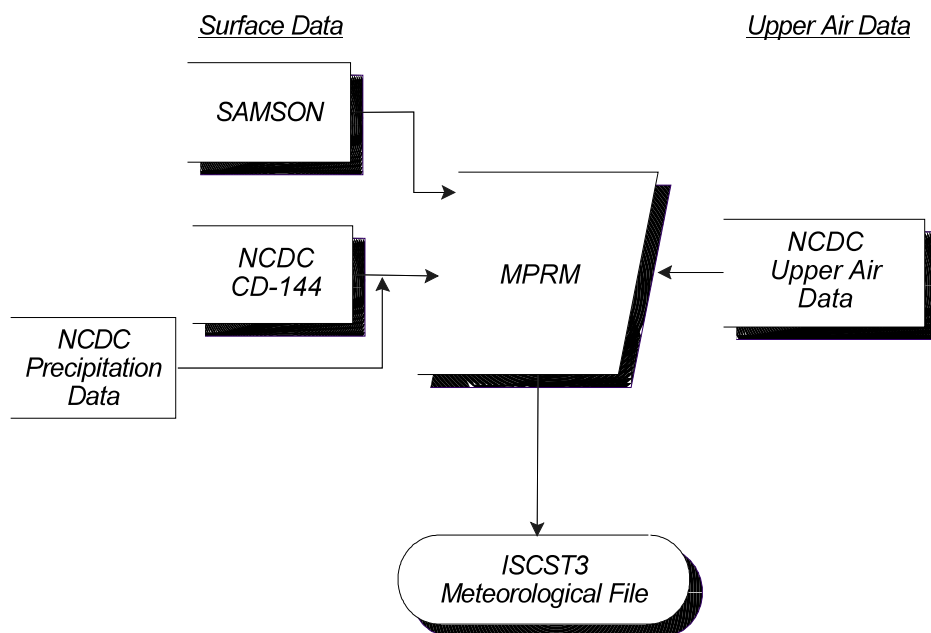 Surface Data
Upper Air Data
SAMSON
NCDC
CD-144
MPRM
NCDC
Upper Air
Data
NCDC
Precipitation
Data
ISCST3
Meteorological File